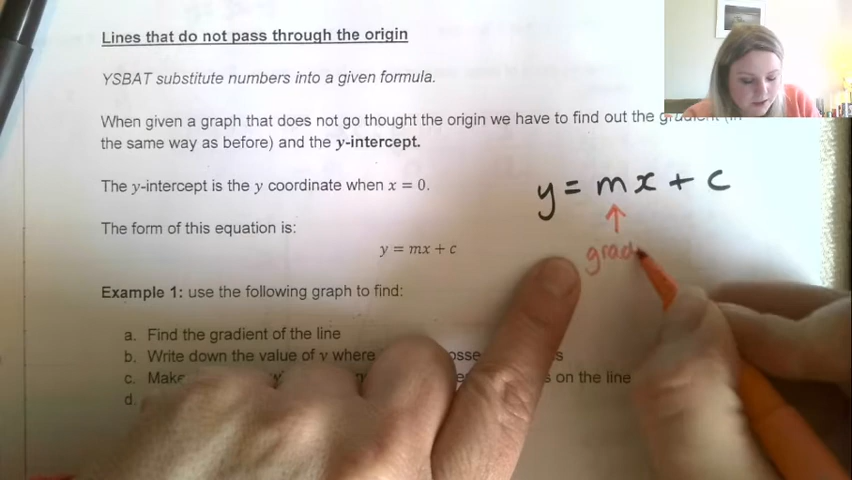 Lines that do not pass through the origin
YSBAT substitute numbers into a given formula.
When given a graph that does not go thought the origin we have to find out the
the same way as before) and the y-intercept.
The y-intercept is the y coordinate when x = 0.
y = mx + c
The form of this equation is:
y = mx + c
grad
Example 1: use the following graph to find:
a. Find the gradient of the line
b. Write down the value of y where
c. Make on the line
d.